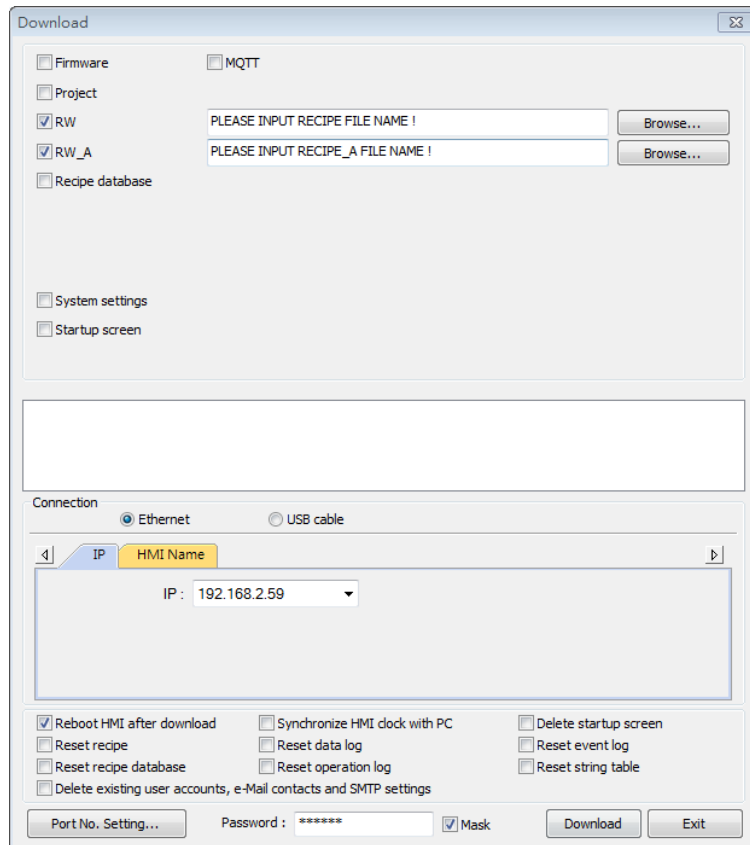 Download
Firmware MQTT
Project
RW PLEASE INPUT RECIPE FILE NAME ! Browse...
RW_A PLEASE INPUT RECIPE_A FILE NAME ! Browse...
Recipe database
System settings
Startup screen
Connection
Ethernet USB cable
IP HMI Name
IP : 192.168.2.59
Reboot HMI after download Synchronize HMI clock with PC Delete startup screen
Reset recipe Reset data log Reset event log
Reset recipe database Reset operation log Reset string table
Delete existing user accounts, e-Mail contacts and SMTP settings
Port No. Setting... Password : ****** Mask Download Exit